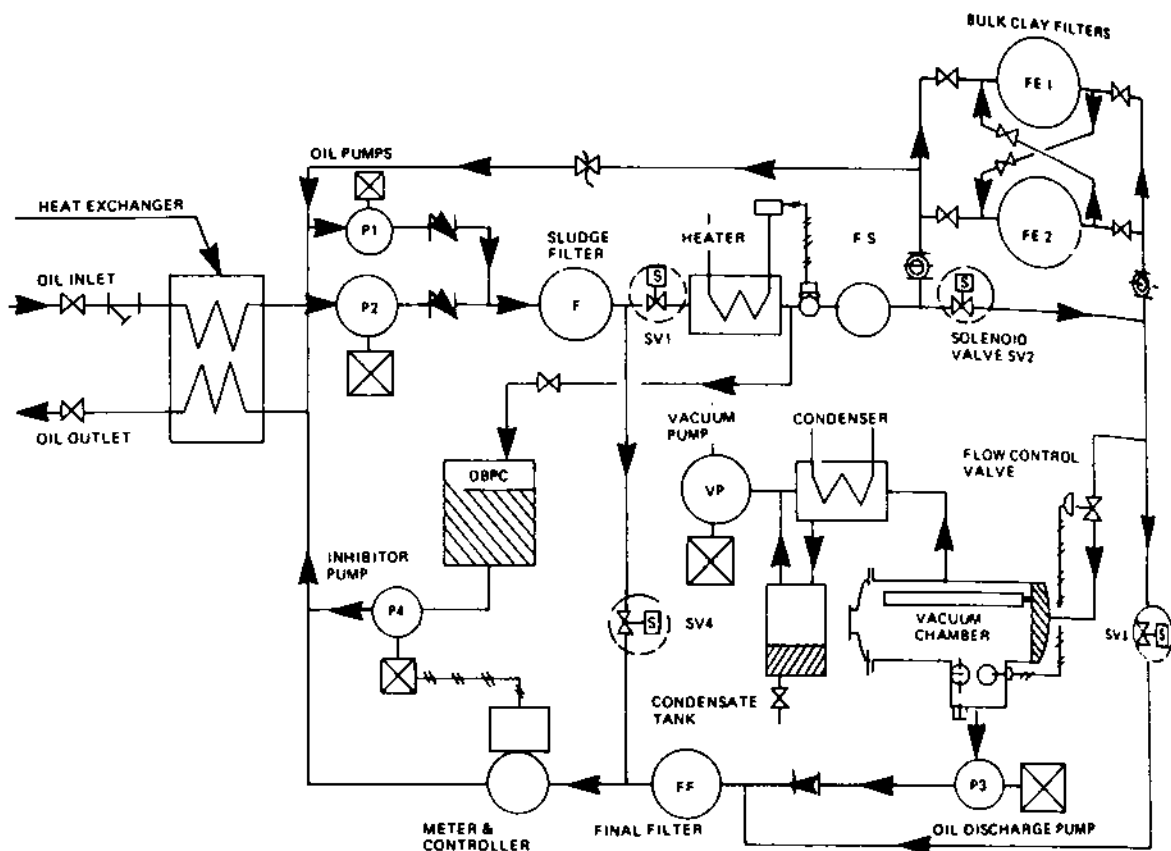 BULK CLAY FILTERS
FE 1
OIL PUMPS
HEAT EXCHANGER
P1
SLUDGE
FILTER
HEATER
F S
FE 2
OIL INLET
P2
F
S
S
SV1
SOLENOID
VALVE SV2
OIL OUTLET
VACUUM
PUMP
CONDENSER
FLOW CONTROL
VALVE
DBPC
VP
INHIBITOR
PUMP
P4
S
SV4
VACUUM
CHAMBER
S
CONDENSATE
TANK
P3
FF
METER &
CONTROLLER
FINAL FILTER
OIL DISCHARGE PUMP